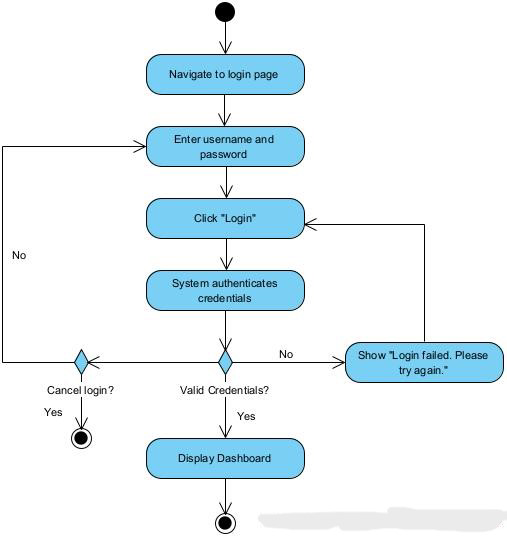 Navigate to login page
Enter username and
password
Click "Login"
No
System authenticates
credentials
No
Show "Login failed. Please
try again."
Cancel login?
Valid Credentials?
Yes
Yes
Display Dashboard